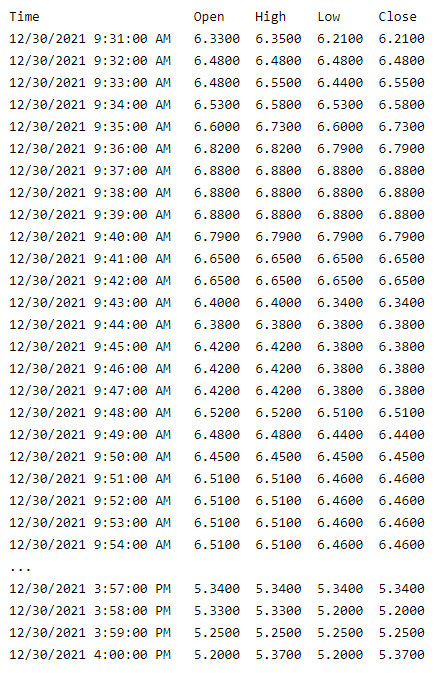 Time Open High Low Close
12/30/2021 9:31:00 AM 6.3300 6.3500 6.2100 6.2100
12/30/2021 9:32:00 AM 6.4800 6.4800 6.4800 6.4800
12/30/2021 9:33:00 AM 6.4800 6.5500 6.4400 6.5500
12/30/2021 9:34:00 AM 6.5300 6.5800 6.5300 6.5800
12/30/2021 9:35:00 AM 6.6000 6.7300 6.6000 6.7300
12/30/2021 9:36:00 AM 6.8200 6.8200 6.7900 6.7900
12/30/2021 9:37:00 AM 6.8800 6.8800 6.8800 6.8800
12/30/2021 9:38:00 AM 6.8800 6.8800 6.8800 6.8800
12/30/2021 9:39:00 AM 6.8800 6.8800 6.8800 6.8800
12/30/2021 9:40:00 AM 6.7900 6.7900 6.7900 6.7900
12/30/2021 9:41:00 AM 6.6500 6.6500 6.6500 6.6500
12/30/2021 9:42:00 AM 6.6500 6.6500 6.6500 6.6500
12/30/2021 9:43:00 AM 6.4000 6.4000 6.3400 6.3400
12/30/2021 9:44:00 AM 6.3800 6.3800 6.3800 6.3800
12/30/2021 9:45:00 AM 6.4200 6.4200 6.3800 6.3800
12/30/2021 9:46:00 AM 6.4200 6.4200 6.3800 6.3800
12/30/2021 9:47:00 AM 6.4200 6.4200 6.3800 6.3800
12/30/2021 9:48:00 AM 6.5200 6.5200 6.5100 6.5100
12/30/2021 9:49:00 AM 6.4800 6.4800 6.4400 6.4400
12/30/2021 9:50:00 AM 6.4500 6.4500 6.4500 6.4500
12/30/2021 9:51:00 AM 6.5100 6.5100 6.4600 6.4600
12/30/2021 9:52:00 AM 6.5100 6.5100 6.4600 6.4600
12/30/2021 9:53:00 AM 6.5100 6.5100 6.4600 6.4600
12/30/2021 9:54:00 AM 6.5100 6.5100 6.4600 6.4600
...
12/30/2021 3:57:00 PM 5.3400 5.3400 5.3400 5.3400
12/30/2021 3:58:00 PM 5.3300 5.3300 5.2000 5.2000
12/30/2021 3:59:00 PM 5.2500 5.2500 5.2500 5.2500
12/30/2021 4:00:00 PM 5.2000 5.3700 5.2000 5.3700